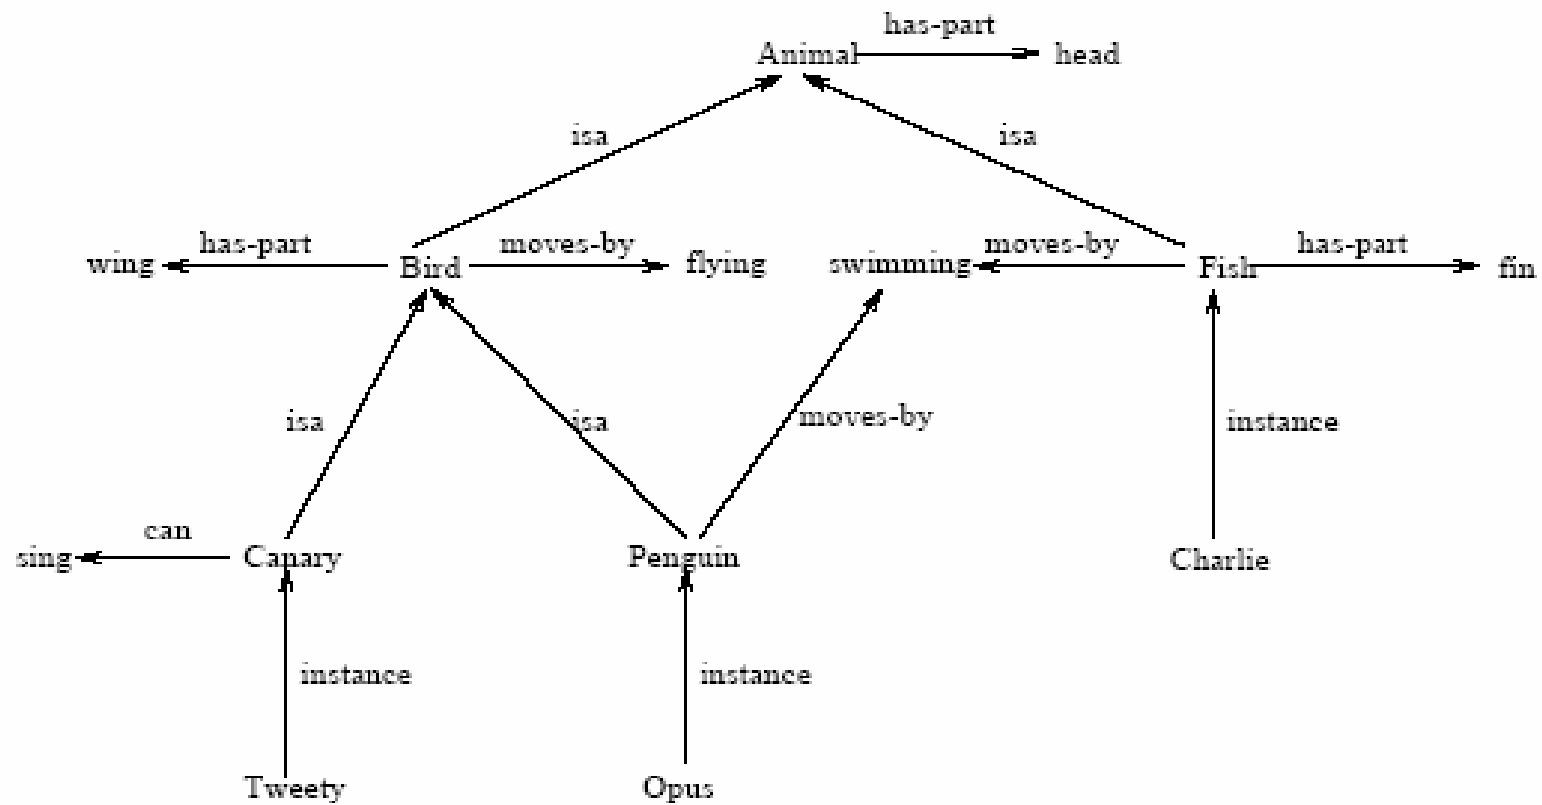 has-part
Animal head
isa isa
has-part moves-by moves-by has-part
wing Bird flying swimming Fish fin
isa isa moves-by instance
can
sing Canary Penguin Charlie
instance instance
Tweety Opus